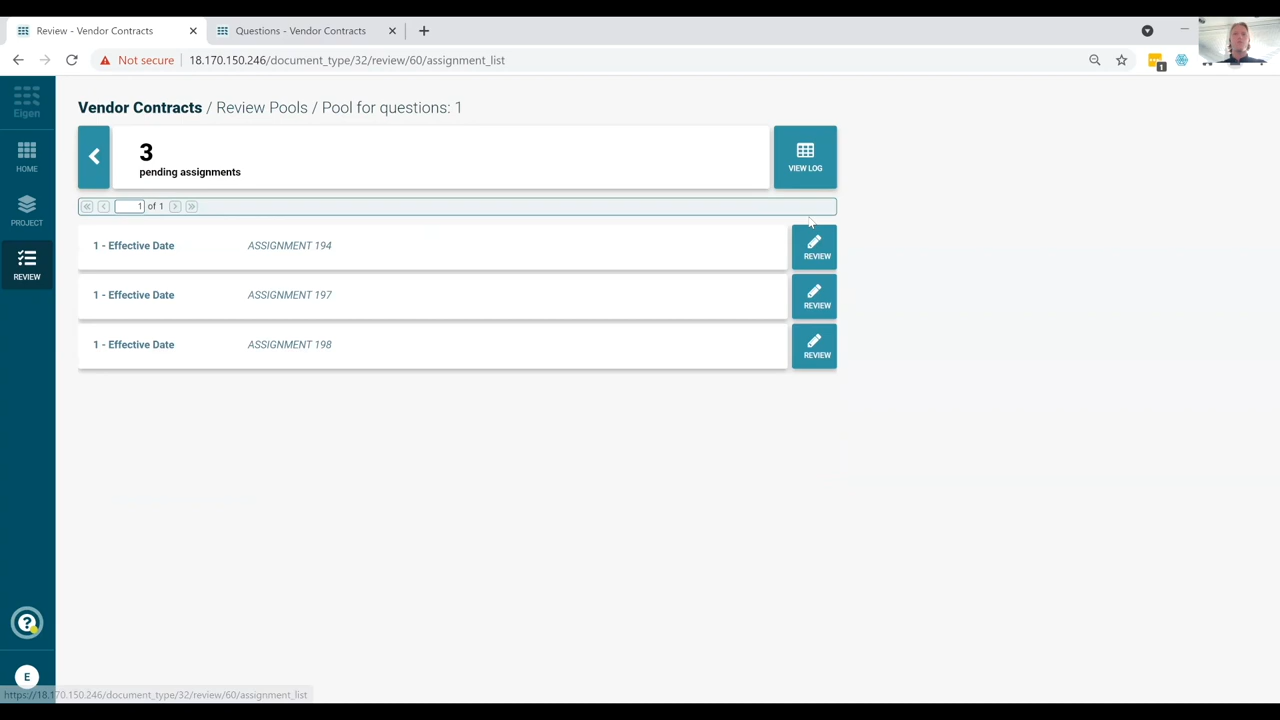 Review - Vendor Contracts
Questions - Vendor Contracts
Not secure
18.170.150.246/document_type/32/review/60/assignment_list
1
Eigen
HOME
PROJECT
REVIEW
Vendor Contracts / Review Pools / Pool for questions: 1
3
pending assignments
VIEW LOG
1 of 1
1 - Effective Date ASSIGNMENT 194
REVIEW
1 - Effective Date ASSIGNMENT 197
REVIEW
1 - Effective Date ASSIGNMENT 198
REVIEW
?
E
https://18.170.150.246/document_type/32/review/60/assignment_list